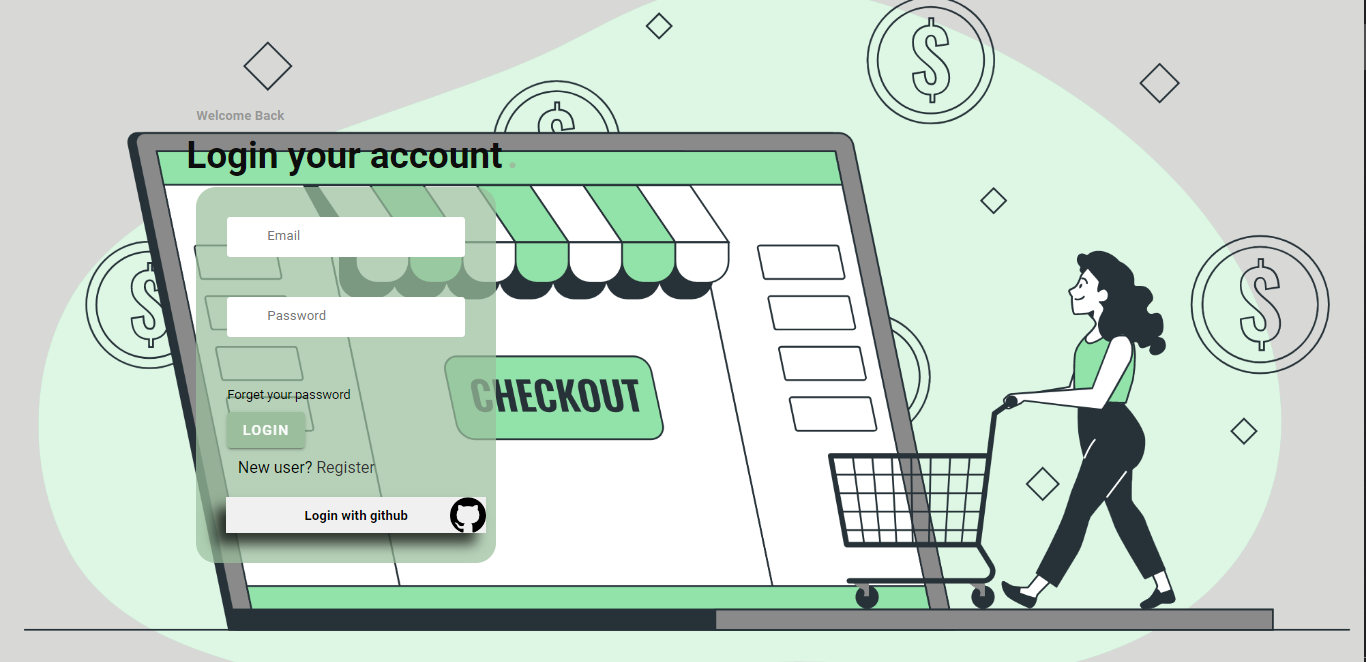 Welcome Back
Login your account.
Email
Password
CHECKOUT
Forget your password
LOGIN
New user? Register
Login with github
$
$
$
$